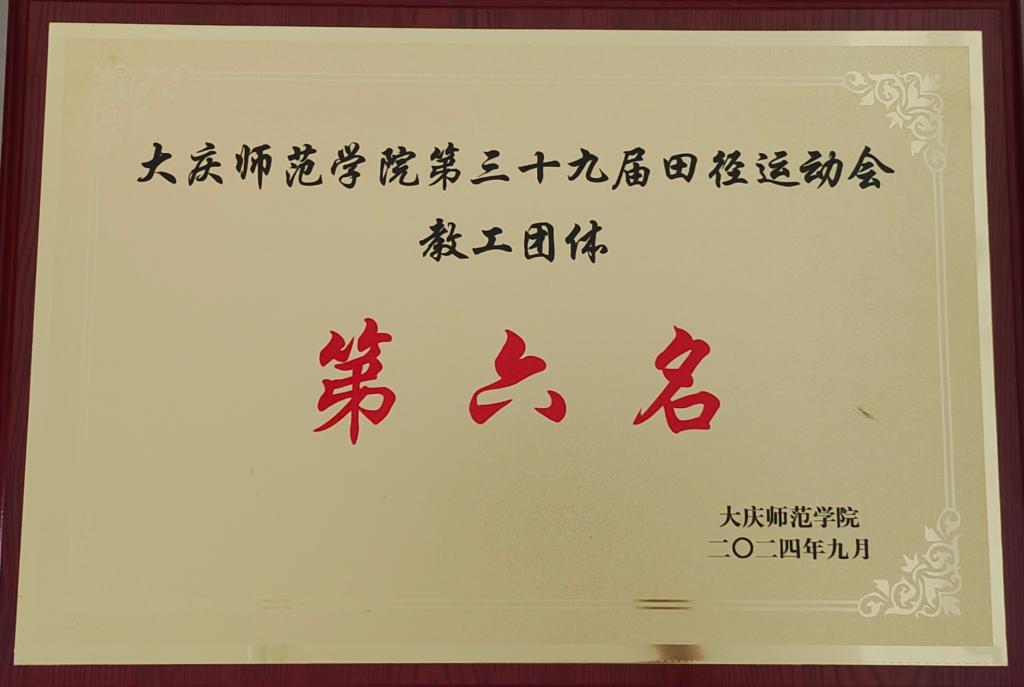 大庆师范学院第三十九届田径运动会
教工团体
第六名
大庆师范学院
二〇二四年九月